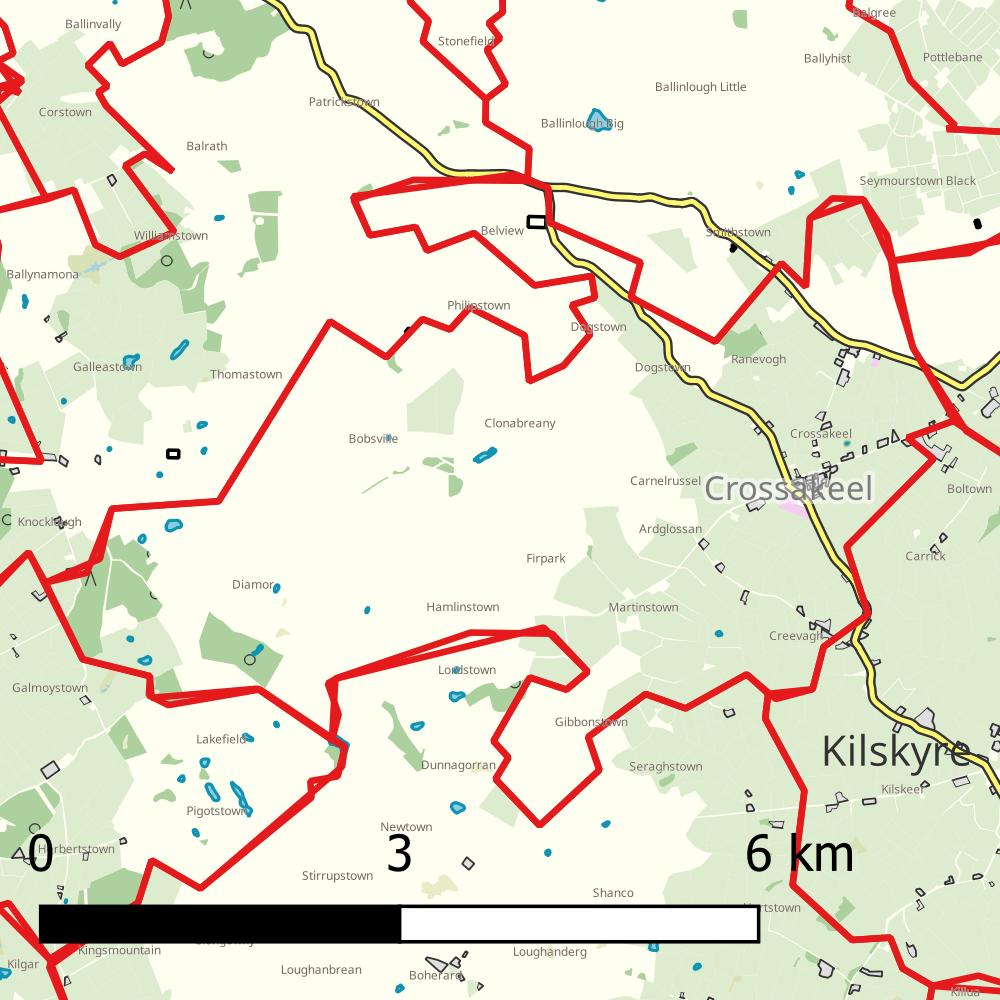 Balgree
Ballinvally
Stonefield
Ballyhist
Pottlebane
Ballinlough Little
Patrickstown
Corstown
Ballinlough Big
Balrath
Seymourstown Black
Williamstown
Belview
Smithstown
Ballynamona
Philipstown
Dogstown
Ranevogh
Galleastown
Thomastown
Dogstown
Clonabreany
Bobsville
Crossakeel
Carnelrussel
Crossakeel
Boltown
Knocklough
Ardglossan
Firpark
Carrick
Diamor
Hamlinstown
Martinstown
Creevagh
Lordstown
Galmoystown
Gibbonstown
Lakefield
Kilskyre
Dunnagorran
Seraghstown
Kilskeer
Pigotstown
Newtown
Herbertstown
0 3 6 km
Stirrupstown
Shanco
Kingsmountain
Loughanderg
Kilgar
Loughanbrean
Boherard
Killua